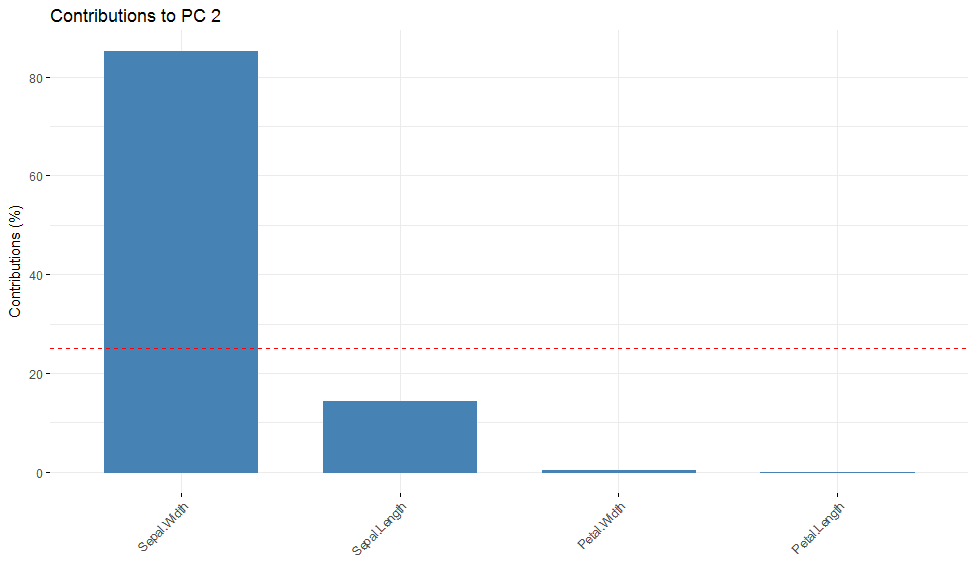 Contributions to PC 2
Contributions (%)
80
60
40
20
0
Sepal.Width
Sepal.Length
Petal.Width
Petal.Length